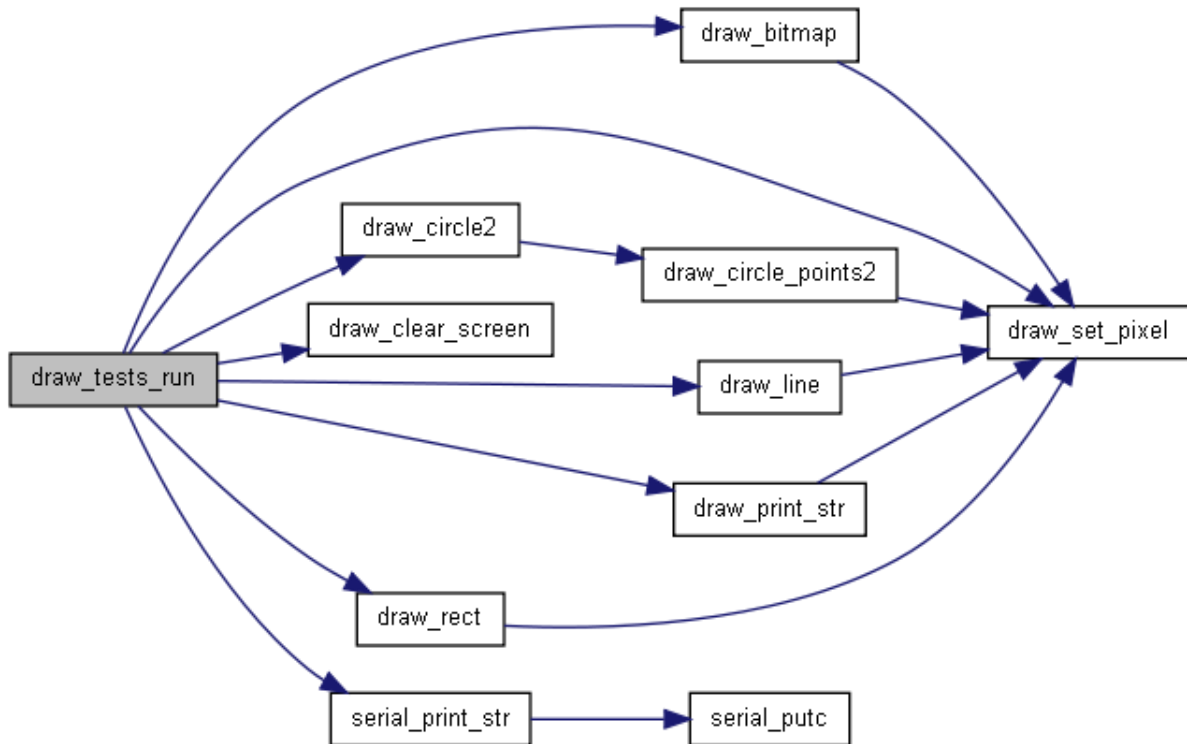 draw_bitmap
draw_circle2
draw_circle_points2
draw_clear_screen
draw_set_pixel
draw_tests_run
draw_line
draw_print_str
draw_rect
serial_print_str
serial_putc